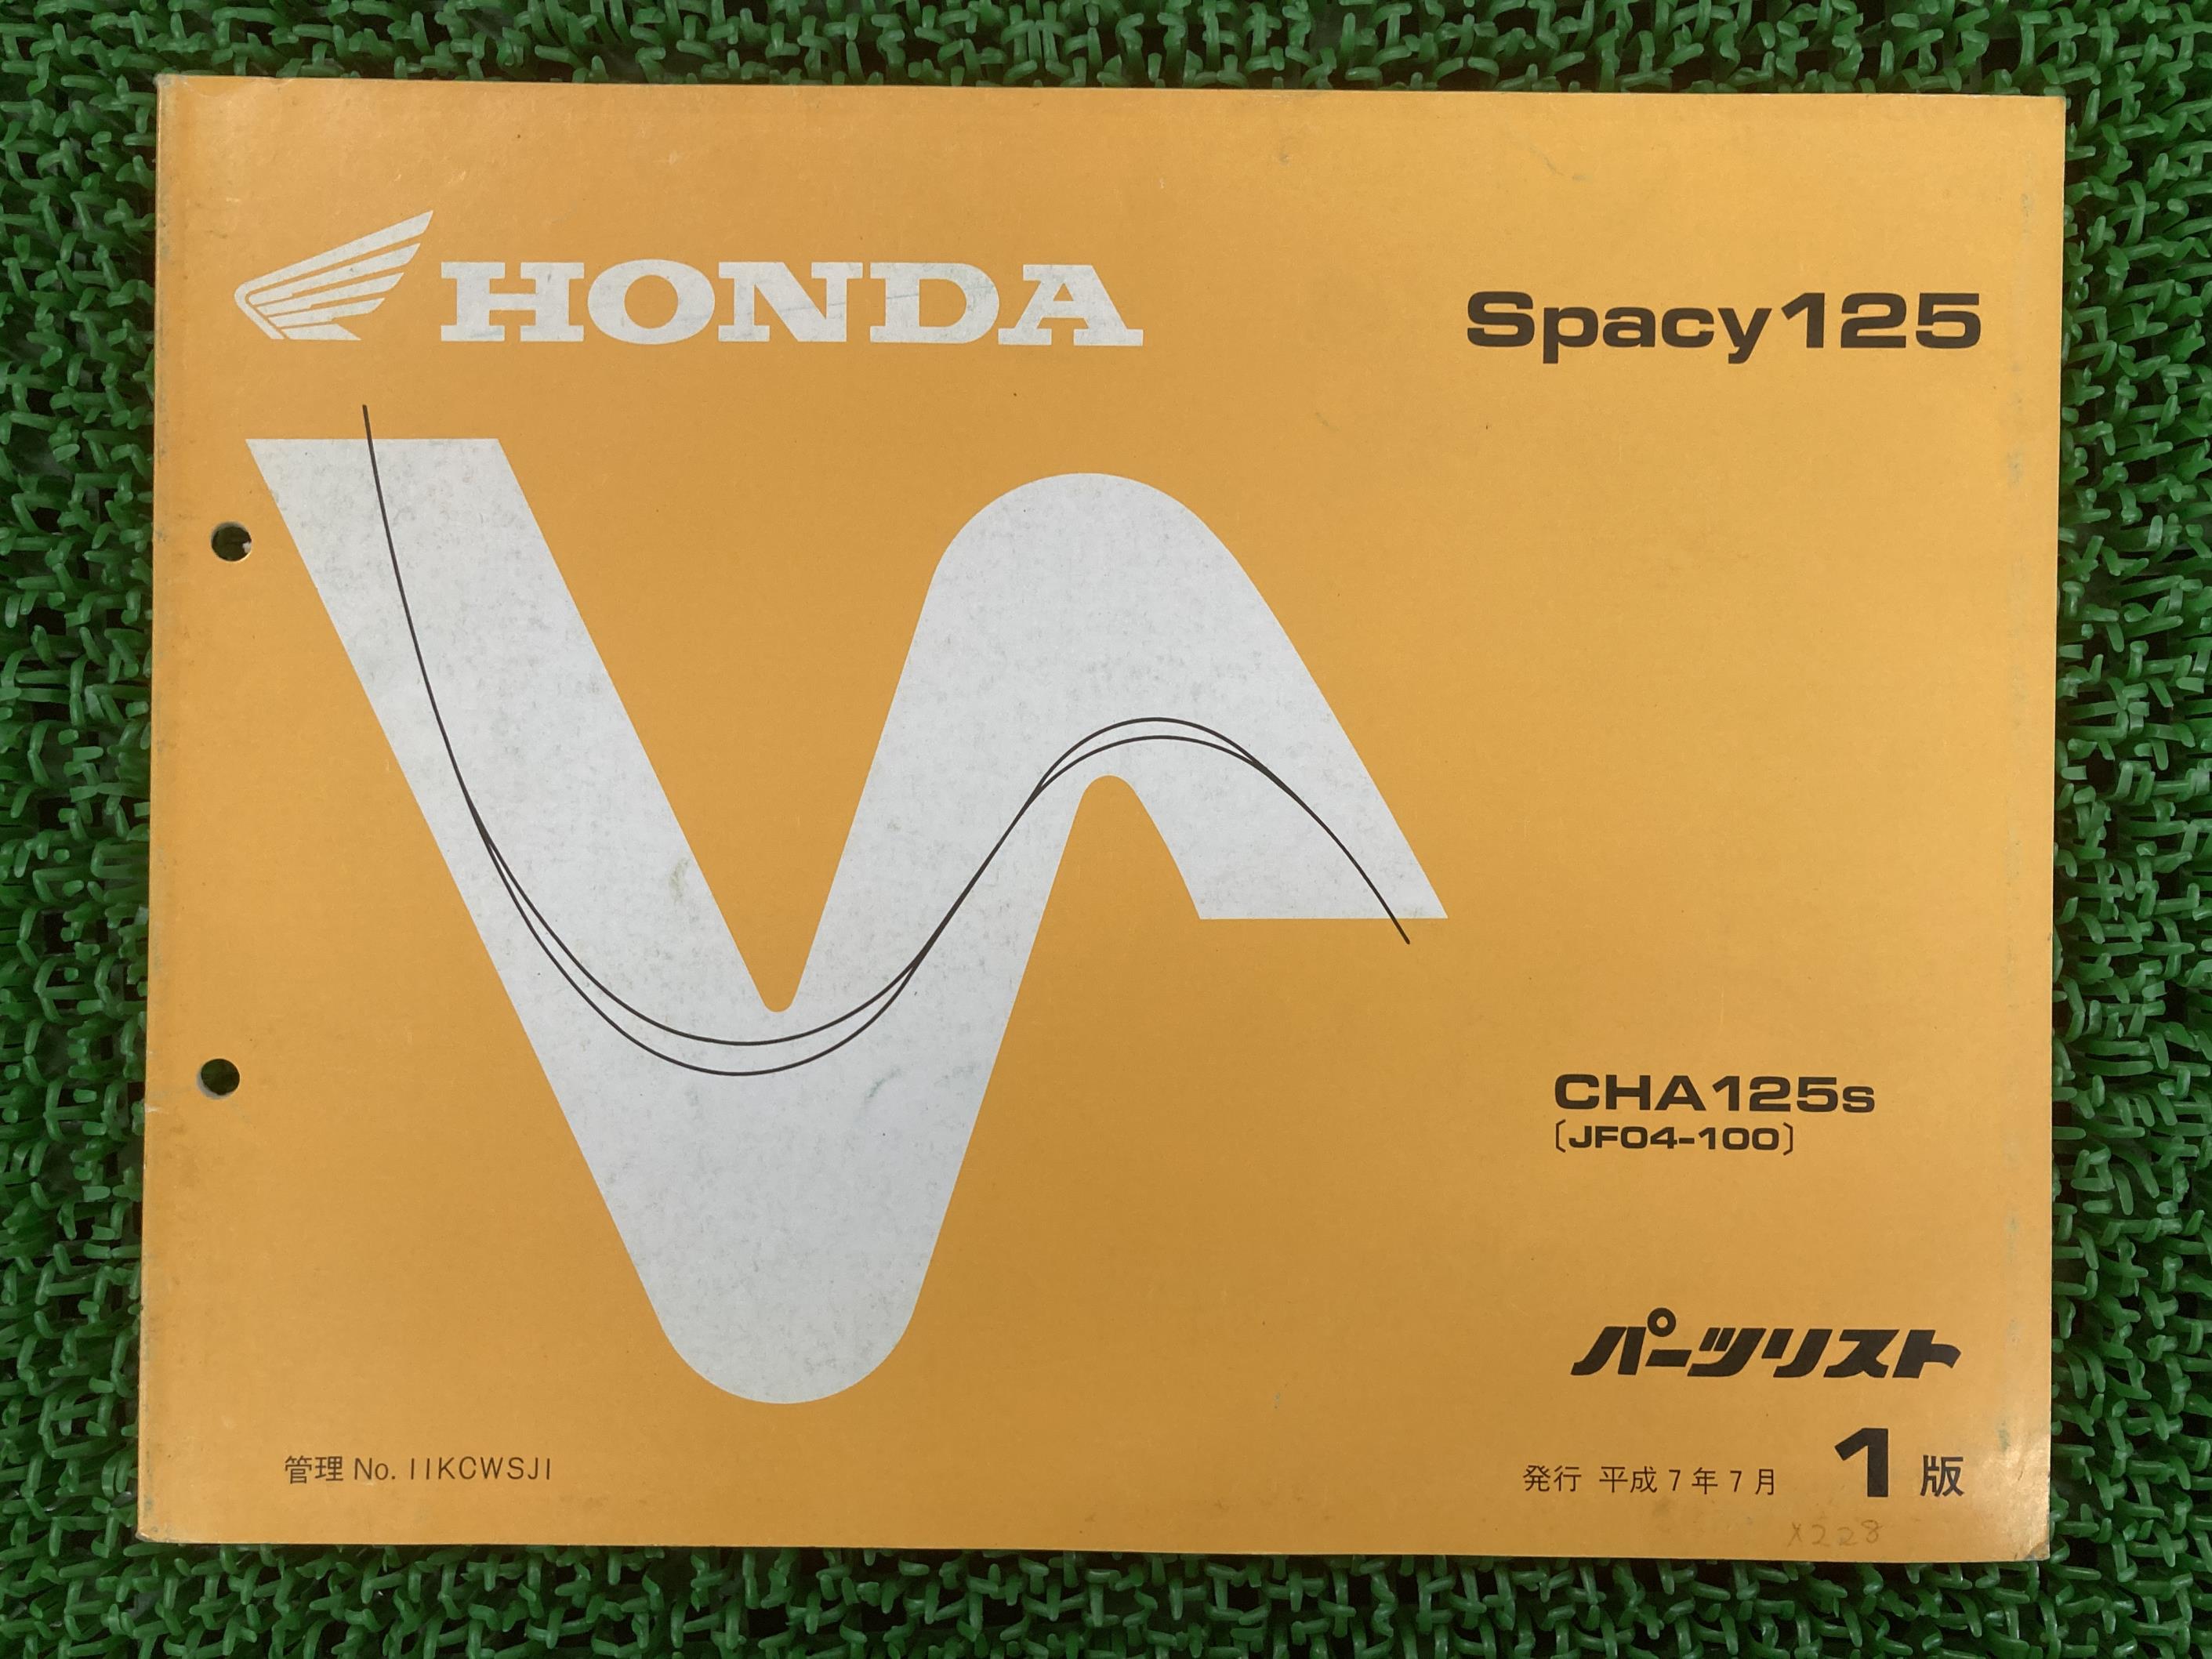 HONDA
Spacy125
CHA125s
〔JF04-100〕
パーツリスト
管理 No. 11KCWSJ1
発行 平成7年7月 1版
X228